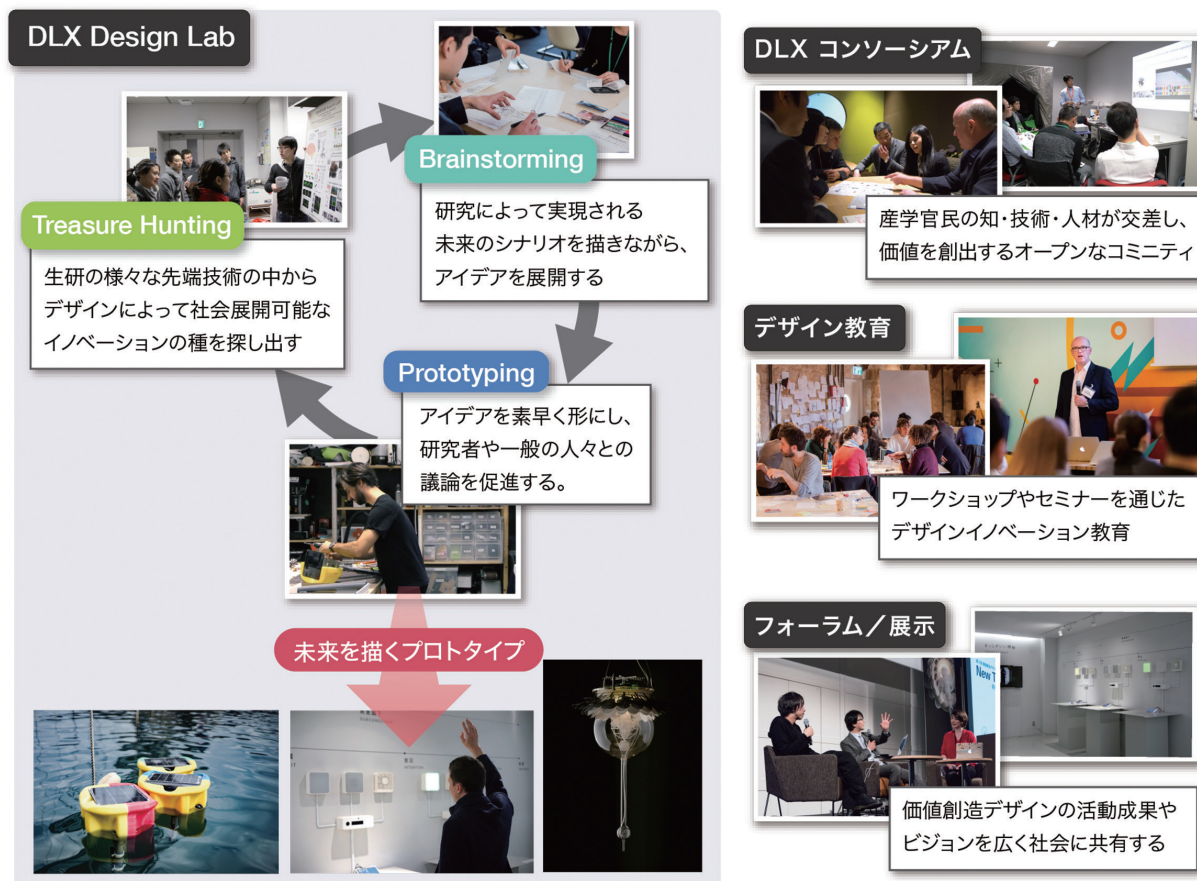 DLX Design Lab
Treasure Hunting
生研の様々な先端技術の中から
デザインによって社会展開可能な
イノベーションの種を探し出す
Brainstorming
研究によって実現される
未来のシナリオを描きながら、
アイデアを展開する
Prototyping
アイデアを素早く形にし、
研究者や一般の人々との
議論を促進する。
未来を描くプロトタイプ
DLX コンソーシアム
産学官民の知・技術・人材が交差し、
価値を創出するオープンなコミニティ
デザイン教育
ワークショップやセミナーを通じた
デザインイノベーション教育
フォーラム／展示
New T
価値創造デザインの活動成果や
ビジョンを広く社会に共有する